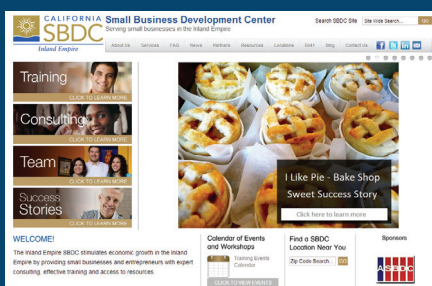 CALIFORNIA
SBDC
Inland Empire
Small Business Development Center
Serving small businesses in the Inland Empire
Search SBDC Site
Site Wide Search...
GO
About Us
Services
FAQ
News
Partners
Resources
Locations
Blog
Contact Us
Training
CLICK TO LEARN MORE
Consulting
CLICK TO LEARN MORE
Team
CLICK TO LEARN MORE
Success
Stories
CLICK TO LEARN MORE
I Like Pie - Bake Shop
Sweet Success Story
Click here to learn more
WELCOME!
The Inland Empire SBDC stimulates economic growth in the Inland
Empire by providing small businesses and entrepreneurs with expert
consulting, effective training and access to resources.
Calendar of Events
and Workshops
Training Events
Calendar
CLICK TO VIEW EVENTS
Find a SBDC
Location Near You
Zip Code Search...
GO
Sponsors